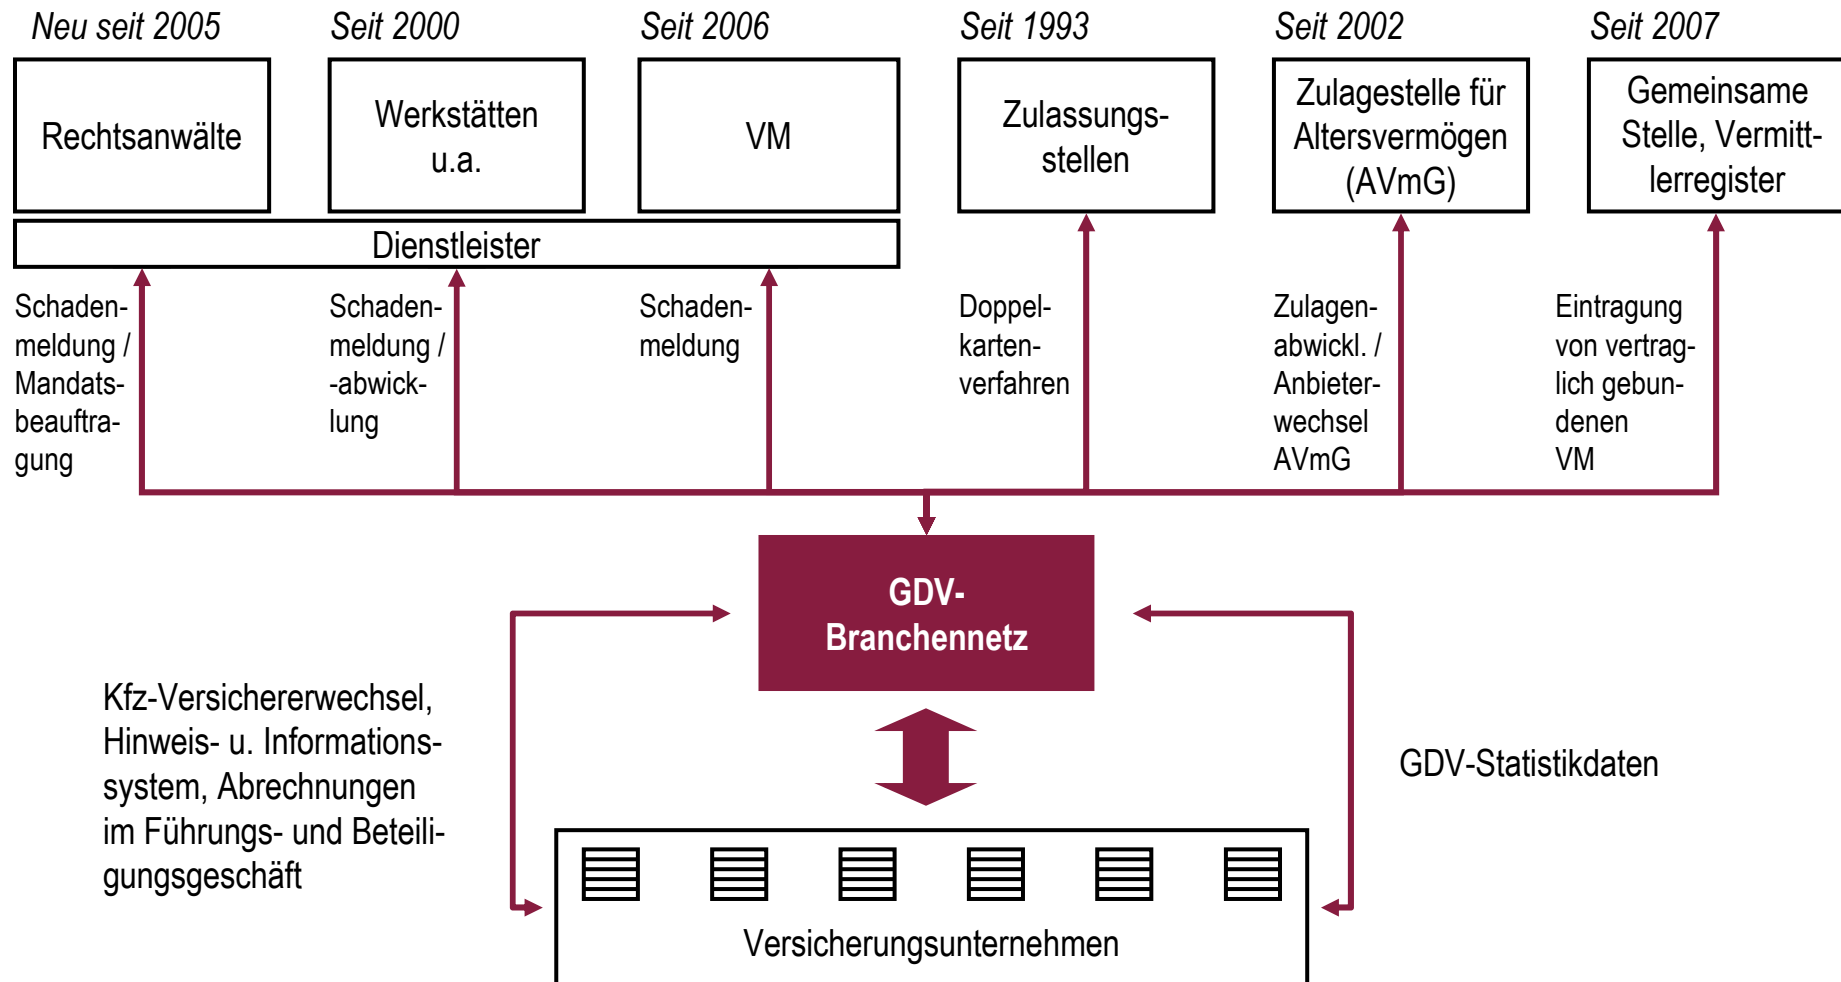 Neu seit 2005
Seit 2000
Seit 2006
Seit 1993
Seit 2002
Seit 2007
Rechtsanwälte
Werkstätten
u.a.
VM
Zulassungs-
stellen
Zulagestelle für
Altersvermögen
(AVmG)
Gemeinsame
Stelle, Vermitt-
lerregister
Dienstleister
Schaden-
meldung /
Mandats-
beauftra-
gung
Schaden-
meldung /
-abwick-
lung
Schaden-
meldung
Doppel-
karten-
verfahren
Zulagen-
abwickl. /
Anbieter-
wechsel
AVmG
Eintragung
von vertrag-
lich gebun-
denen
VM
GDV-
Branchennetz
Kfz-Versichererwechsel,
Hinweis- u. Informations-
system, Abrechnungen
im Führungs- und Beteili-
gungsgeschäft
GDV-Statistikdaten
Versicherungsunternehmen